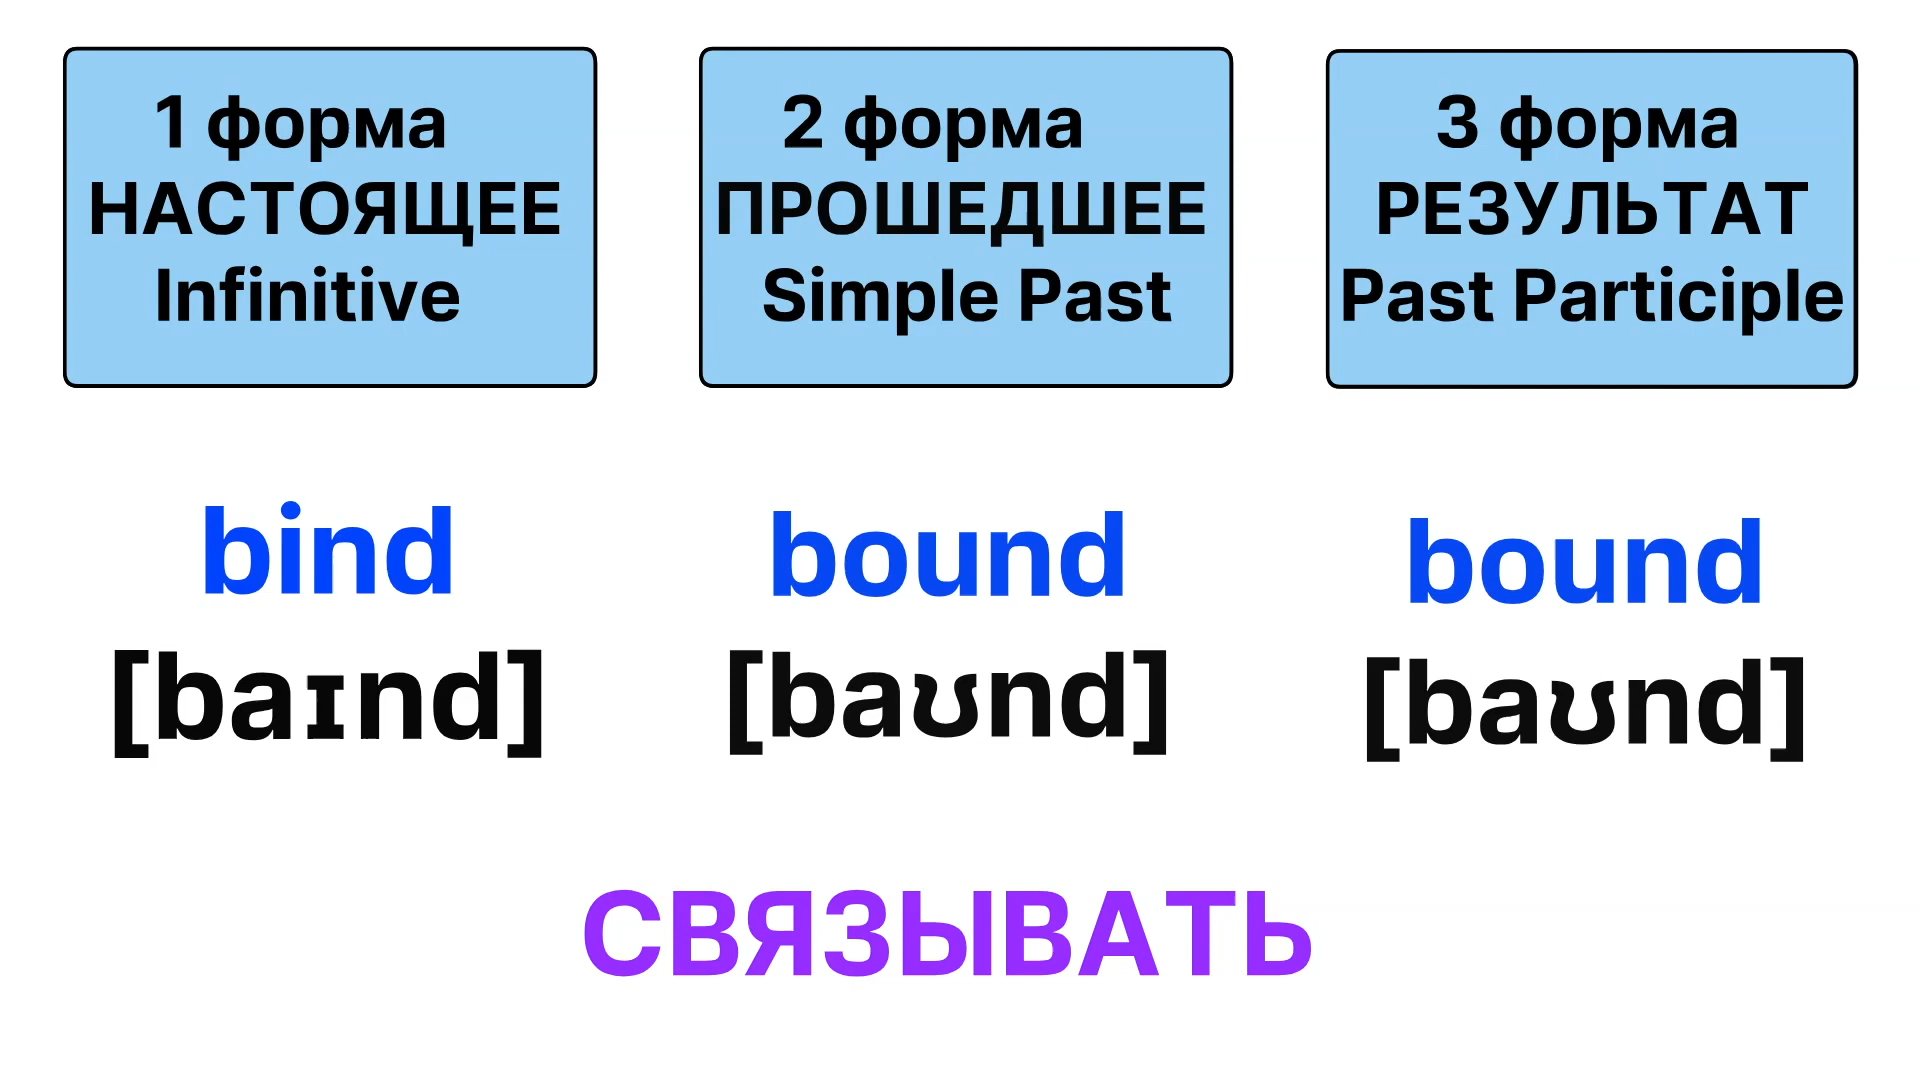 1 форма
НАСТОЯЩЕЕ
Infinitive
2 форма
ПРОШЕДШЕЕ
Simple Past
3 форма
РЕЗУЛЬТАТ
Past Participle
bind
[baɪnd]
bound
[baʊnd]
bound
[baʊnd]
СВЯЗЫВАТЬ